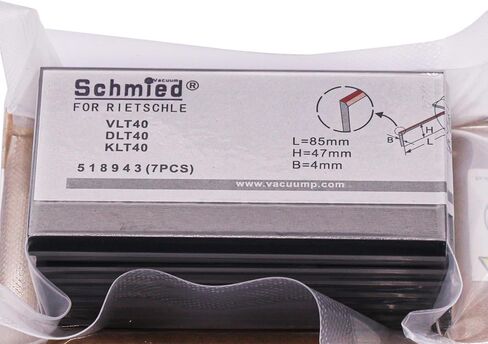 Schmied®
Vacuum
FOR RIETSCHLE
VLT40
DLT40
KLT40
518943(7PCS)
L=85mm
H=47mm
B=4mm
B
H
L
www.vacuump.com